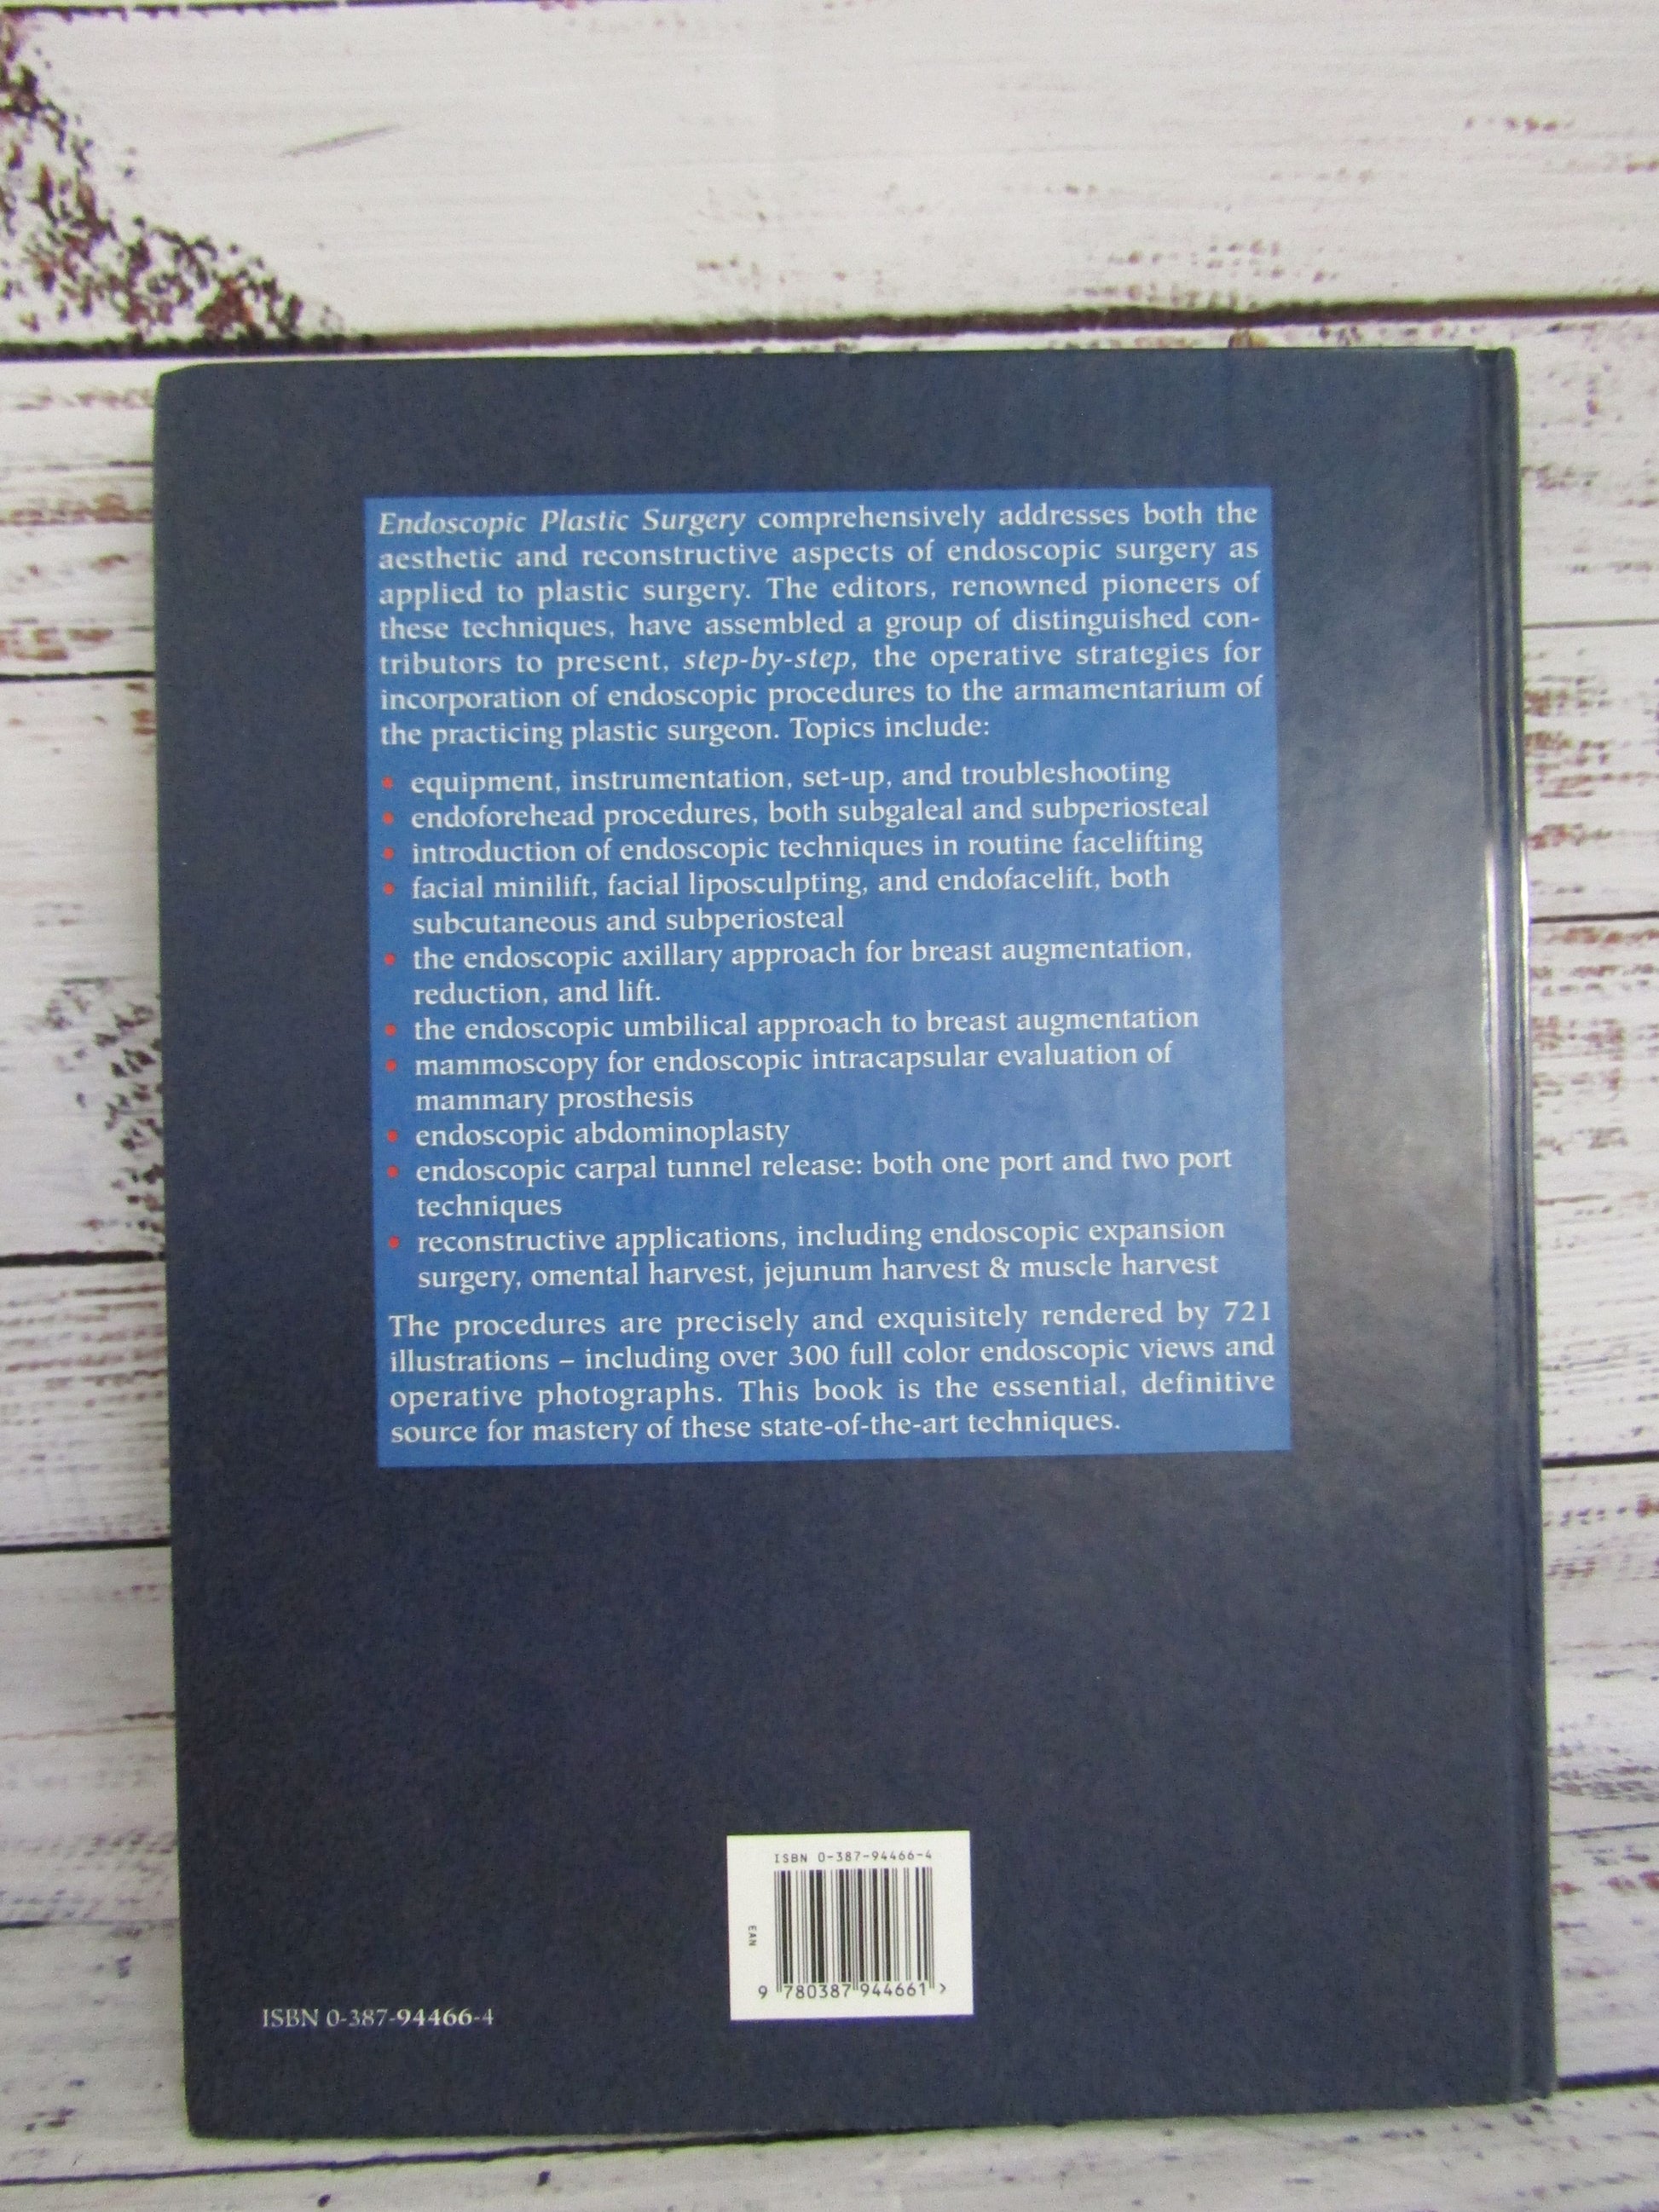 Endoscopic Plastic Surgery comprehensively addresses both the
aesthetic and reconstructive aspects of endoscopic surgery as
applied to plastic surgery. The editors, renowned pioneers of
these techniques, have assembled a group of distinguished con-
tributors to present, step-by-step, the operative strategies for
incorporation of endoscopic procedures to the armamentarium of
the practicing plastic surgeon. Topics include:
• equipment, instrumentation, set-up, and troubleshooting
• endoforehead procedures, both subgaleal and subperiosteal
• introduction of endoscopic techniques in routine facelifting
• facial minilift, facial liposculpting, and endofacelift, both
subcutaneous and subperiosteal
• the endoscopic axillary approach for breast augmentation,
reduction, and lift.
• the endoscopic umbilical approach to breast augmentation
• mammoscopy for endoscopic intracapsular evaluation of
mammary prosthesis
• endoscopic abdominoplasty
• endoscopic carpal tunnel release: both one port and two port
techniques
• reconstructive applications, including endoscopic expansion
surgery, omental harvest, jejunum harvest & muscle harvest
The procedures are precisely and exquisitely rendered by 721
illustrations – including over 300 full color endoscopic views and
operative photographs. This book is the essential, definitive
source for mastery of these state-of-the-art techniques.
ISBN 0-387-94466-4
EAN
9 780387 944661 >
ISBN 0-387-94466-4